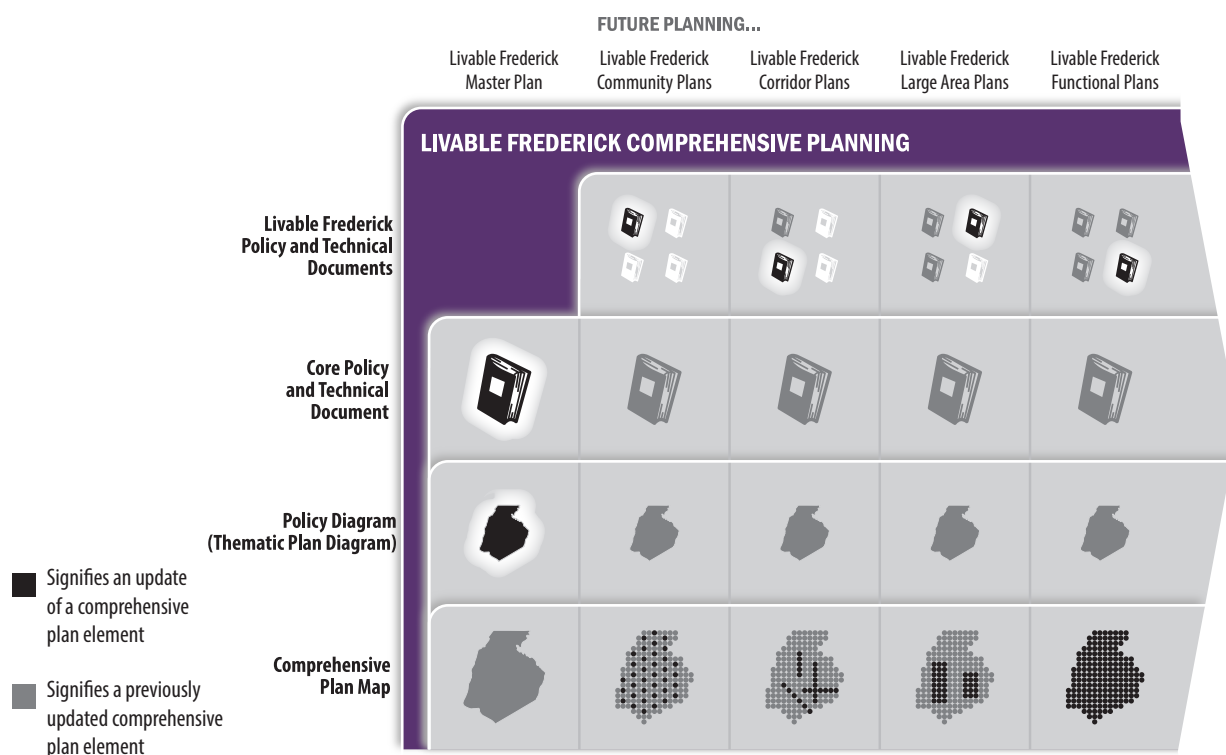 FUTURE PLANNING...
Livable Frederick
Master Plan
Livable Frederick
Community Plans
Livable Frederick
Corridor Plans
Livable Frederick
Large Area Plans
Livable Frederick
Functional Plans
LIVABLE FREDERICK COMPREHENSIVE PLANNING
Livable Frederick
Policy and Technical
Documents
Core Policy
and Technical
Document
Policy Diagram
(Thematic Plan Diagram)
Signifies an update
of a comprehensive
plan element
Comprehensive
Plan Map
Signifies a previously
updated comprehensive
plan element